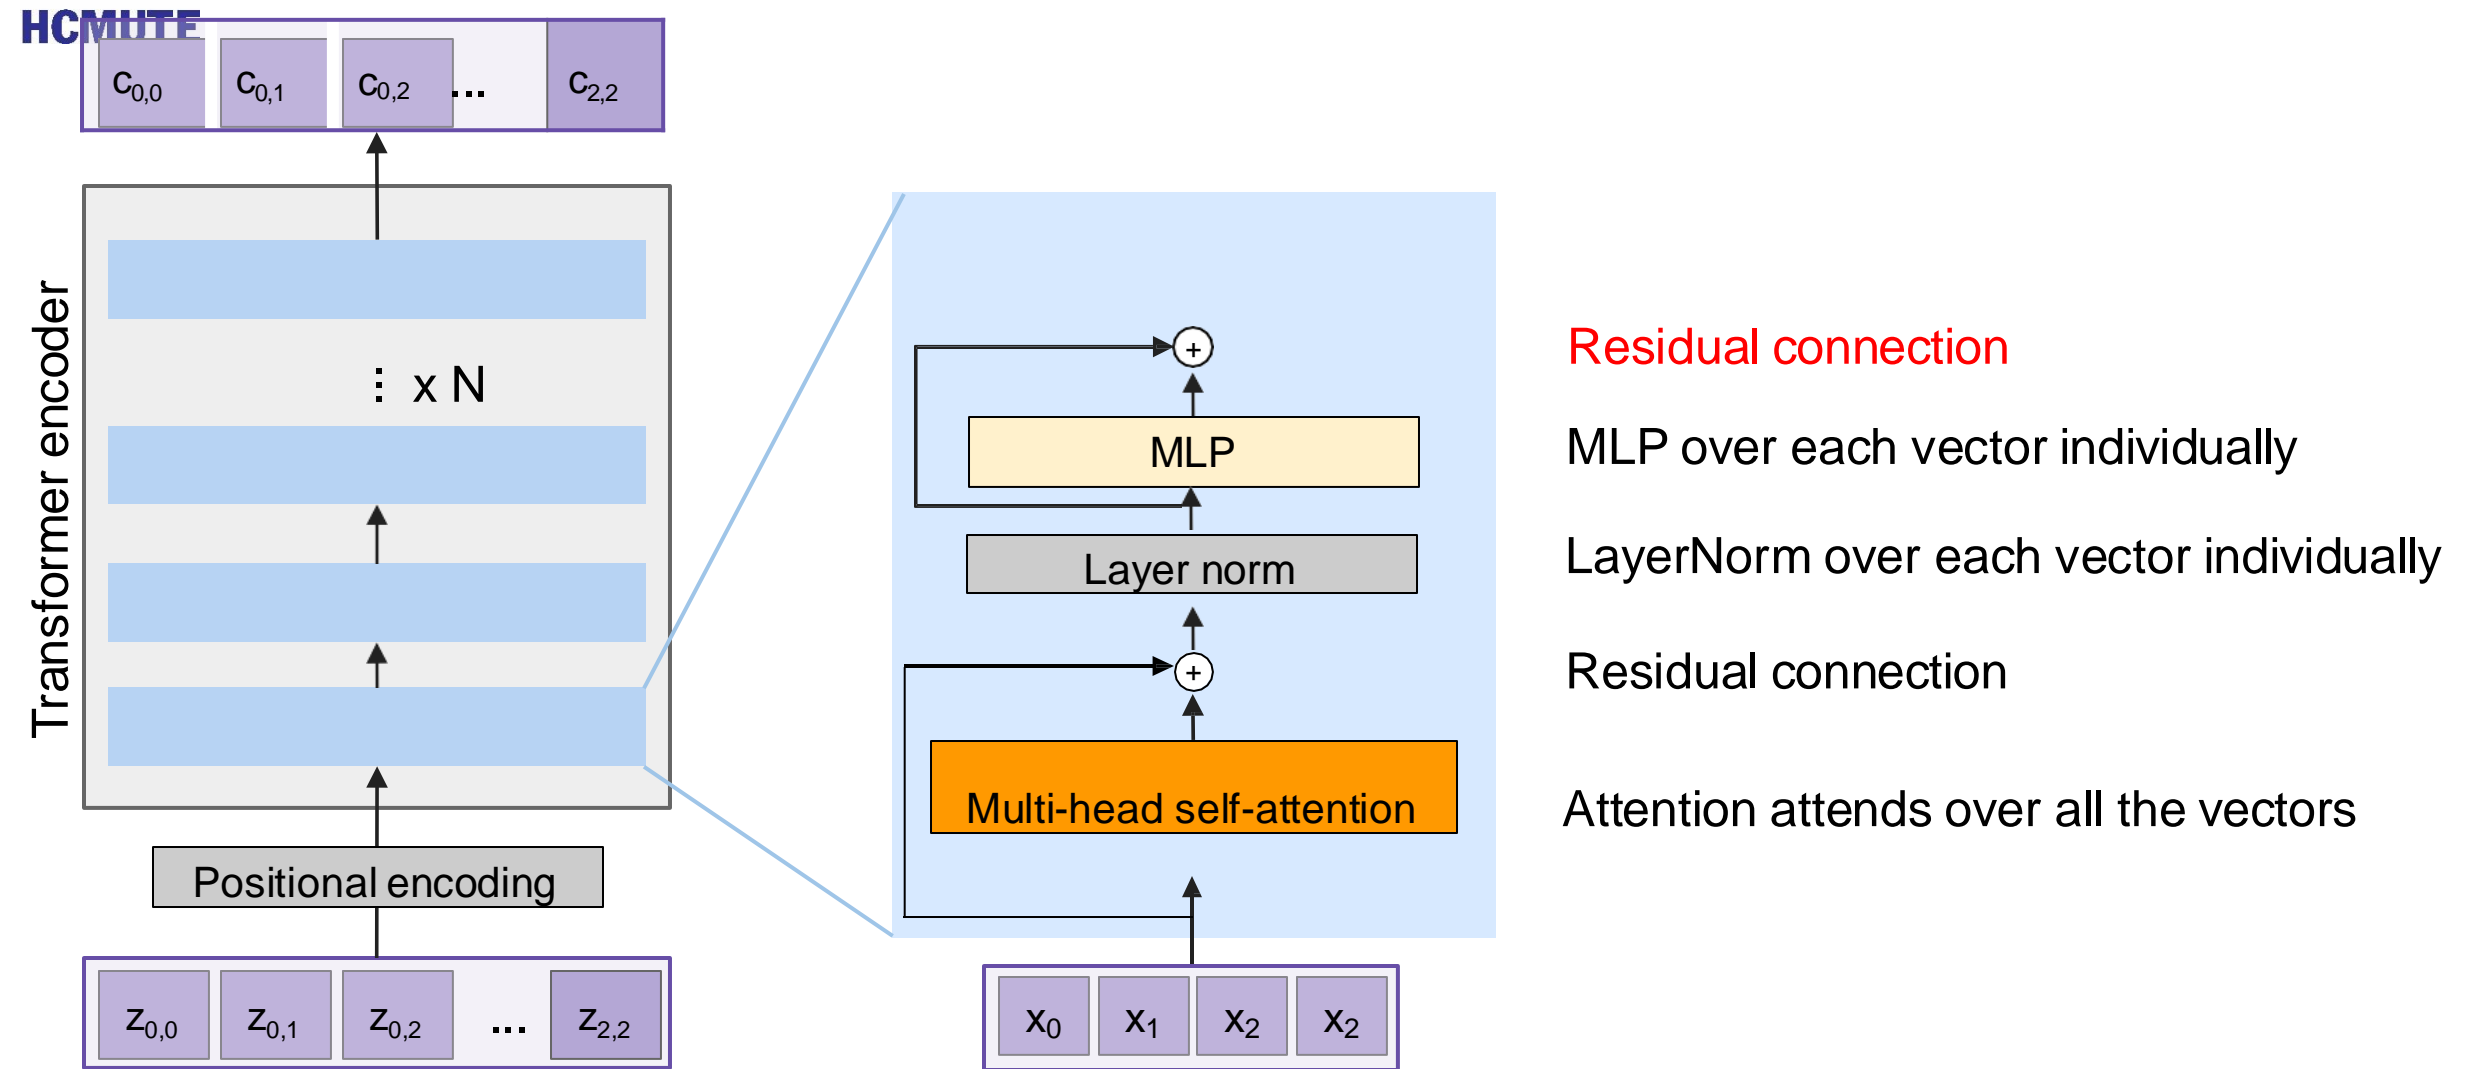 HCMUTE
c0,0 c0,1 c0,2 ... c2,2
Transformer encoder
⋮ x N
Positional encoding
z0,0 z0,1 z0,2 ... z2,2
+
MLP
Layer norm
+
Multi-head self-attention
x0 x1 x2 x2
Residual connection
MLP over each vector individually
LayerNorm over each vector individually
Residual connection
Attention attends over all the vectors